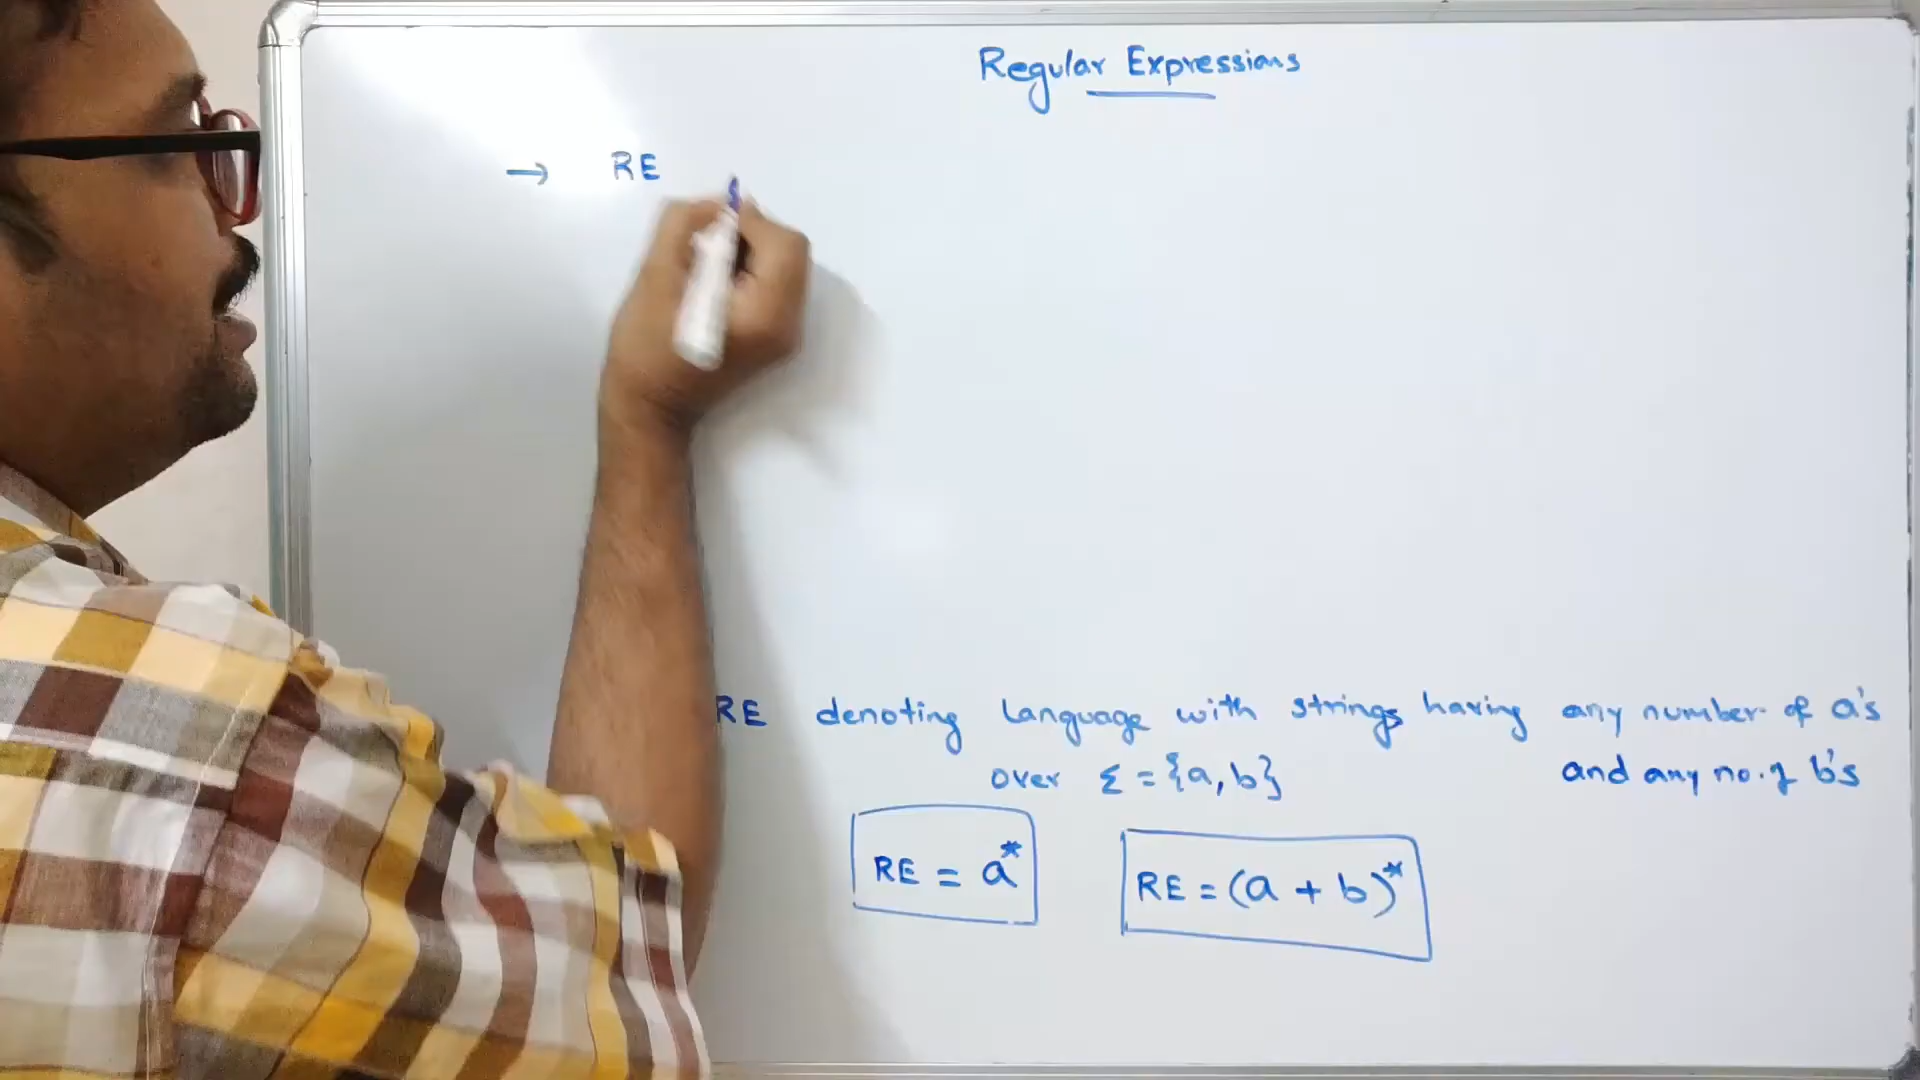 Regular Expressions
→ RE
RE denoting Language with strings having any number of a's
over Σ = {a, b} and any no. of b's
RE = a*
RE = (a + b)*